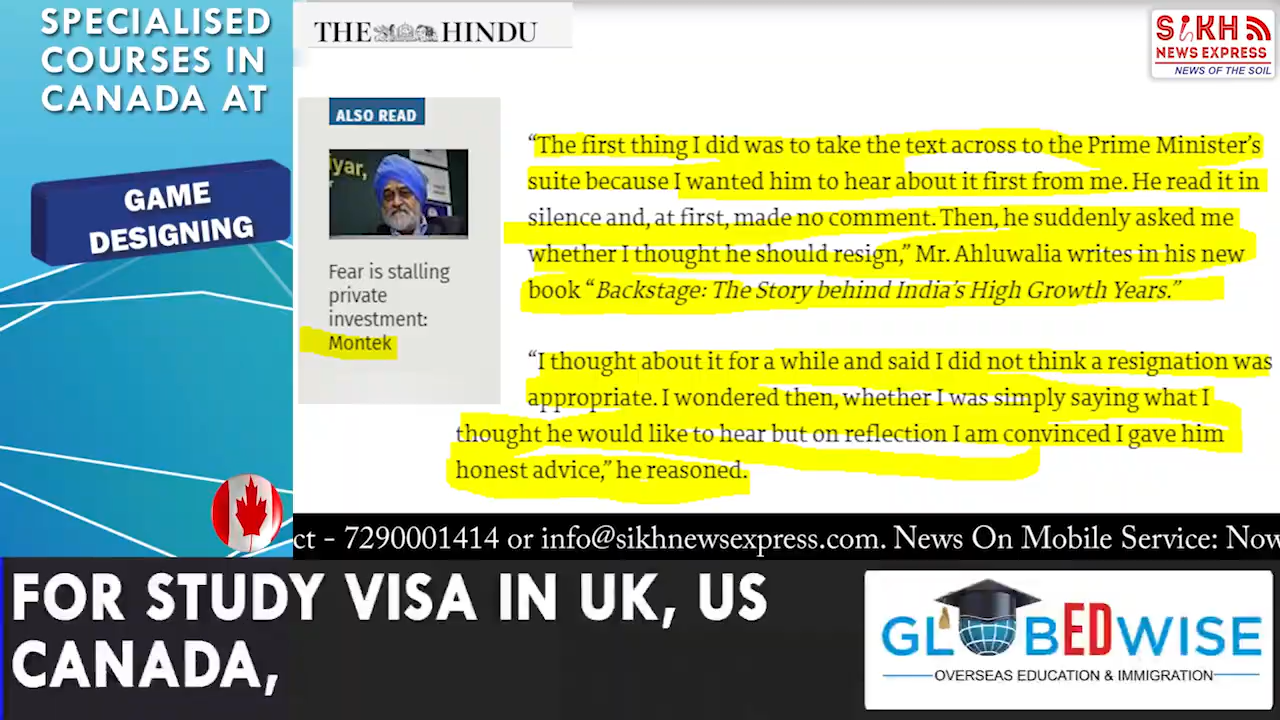 SPECIALISED
COURSES IN
CANADA AT
GAME
DESIGNING
THE HINDU
SIKH
NEWS EXPRESS
NEWS OF THE SOIL
ALSO READ
iyar,
Fear is stalling
private
investment:
Montek
“The first thing I did was to take the text across to the Prime Minister’s
suite because I wanted him to hear about it first from me. He read it in
silence and, at first, made no comment. Then, he suddenly asked me
whether I thought he should resign,” Mr. Ahluwalia writes in his new
book “Backstage: The Story behind India’s High Growth Years.”
“I thought about it for a while and said I did not think a resignation was
appropriate. I wondered then, whether I was simply saying what I
thought he would like to hear but on reflection I am convinced I gave him
honest advice,” he reasoned.
ct - 7290001414 or info@sikhnewsexpress.com. News On Mobile Service: Now
FOR STUDY VISA IN UK, US
CANADA,
GLOBEDWISE
OVERSEAS EDUCATION & IMMIGRATION